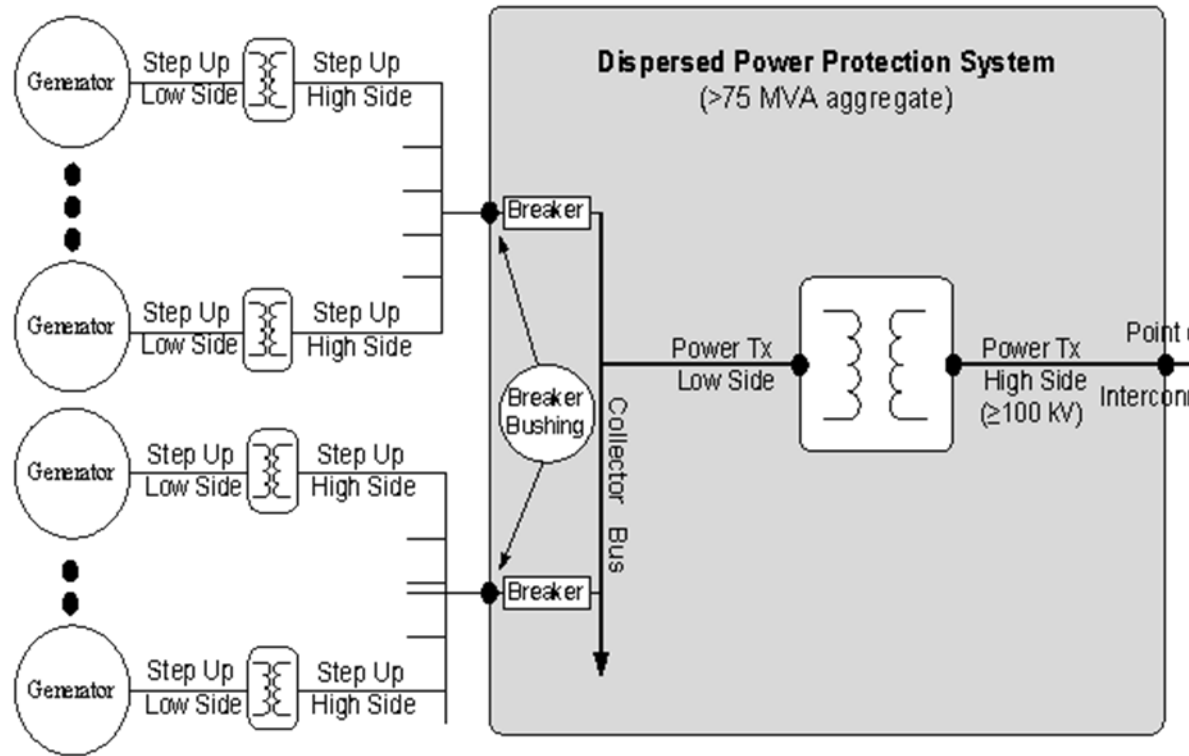 Dispersed Power Protection System
(>75 MVA aggregate)
Generator
Step Up
Low Side
Step Up
High Side
Breaker
Generator
Step Up
Low Side
Step Up
High Side
Breaker
Bushing
Collector Bus
Power Tx
Low Side
Power Tx
High Side
(≥100 kV)
Point
Generator
Step Up
Low Side
Step Up
High Side
Breaker
Generator
Step Up
Low Side
Step Up
High Side